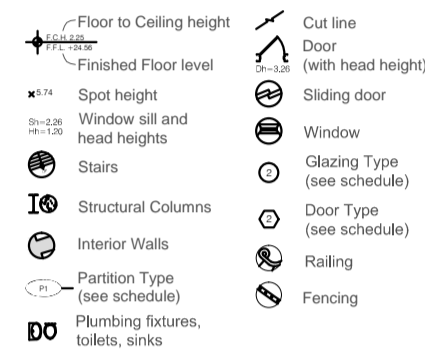 Floor to Ceiling height
F.C.H. 2.25
F.F.L. +24.56
Finished Floor level
5.74 Spot height
Sh=2.26
Hh=1.20
Window sill and
head heights
Stairs
Structural Columns
Interior Walls
P1
Partition Type
(see schedule)
Plumbing fixtures,
toilets, sinks
Cut line
Door
(with head height)
Dh=3.26
Sliding door
Window
2
Glazing Type
(see schedule)
2
Door Type
(see schedule)
Railing
Fencing